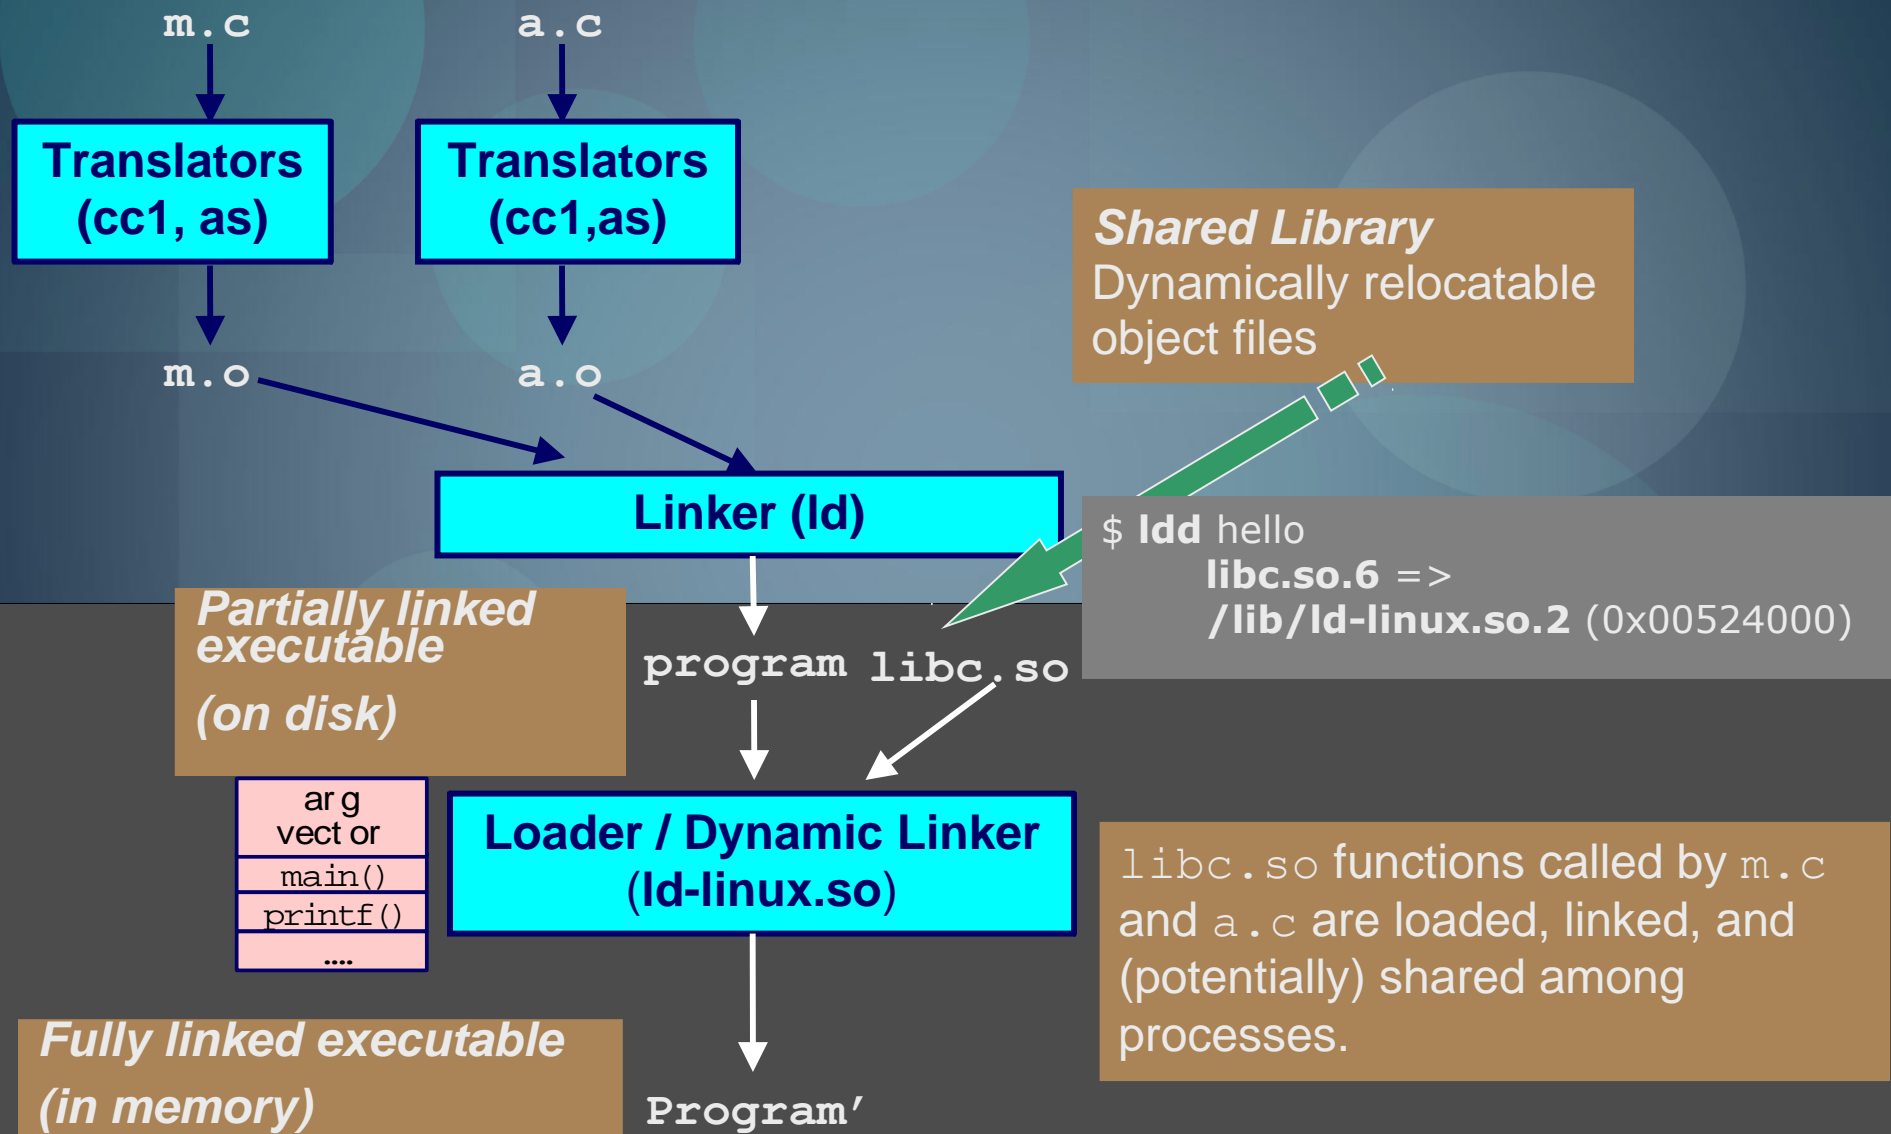 m.c
a.c
Translators
(cc1, as)
Translators
(cc1,as)
Shared Library
Dynamically relocatable
object files
m.o
a.o
Linker (ld)
$ ldd hello
libc.so.6 =>
/lib/ld-linux.so.2 (0x00524000)
Partially linked
executable
(on disk)
program
libc.so
arg
vector
main()
printf()
....
Loader / Dynamic Linker
(ld-linux.so)
libc.so functions called by m.c
and a.c are loaded, linked, and
(potentially) shared among
processes.
Fully linked executable
(in memory)
Program’